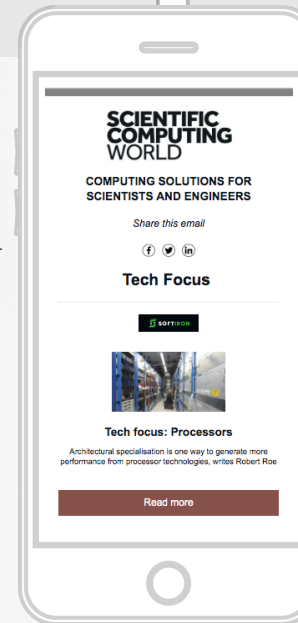 SCIENTIFIC
COMPUTING
WORLD
COMPUTING SOLUTIONS FOR
SCIENTISTS AND ENGINEERS
Share this email
f in
Tech Focus
SOFTIRON
Tech focus: Processors
Architectural specialisation is one way to generate more
performance from processor technologies, writes Robert Roe
Read more